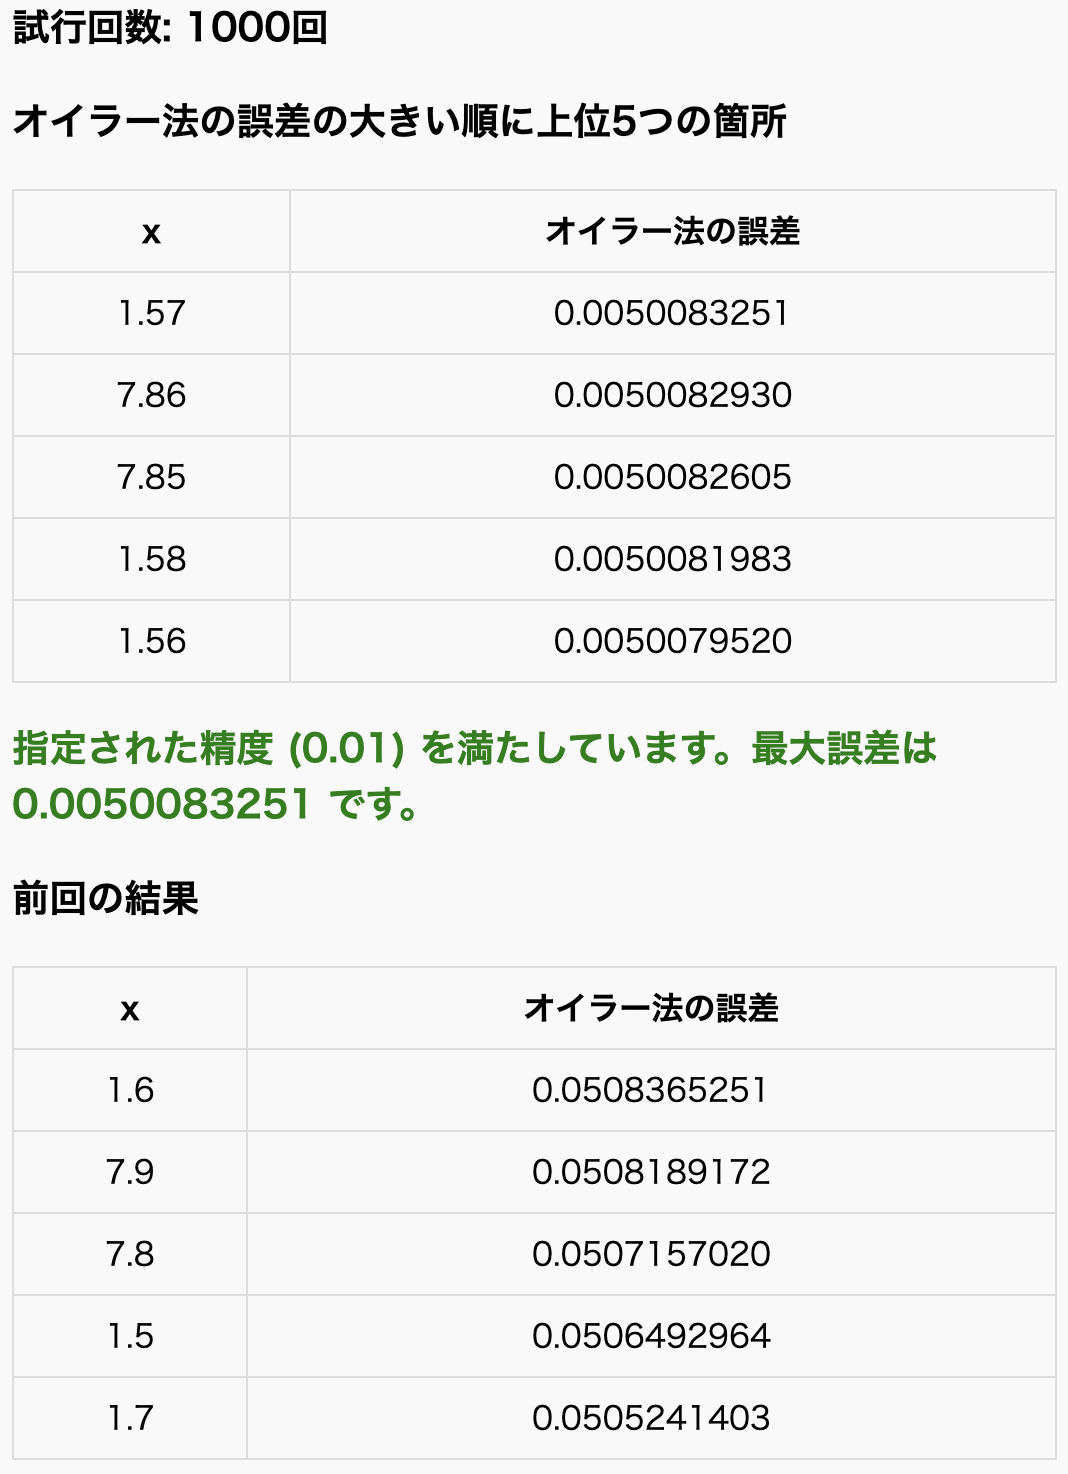 試行回数: 1000回
オイラー法の誤差の大きい順に上位5つの箇所
x オイラー法の誤差
1.57 0.0050083251
7.86 0.0050082930
7.85 0.0050082605
1.58 0.0050081983
1.56 0.0050079520
指定された精度 (0.01) を満たしています。最大誤差は
0.0050083251 です。
前回の結果
x オイラー法の誤差
1.6 0.0508365251
7.9 0.0508189172
7.8 0.0507157020
1.5 0.0506492964
1.7 0.0505241403